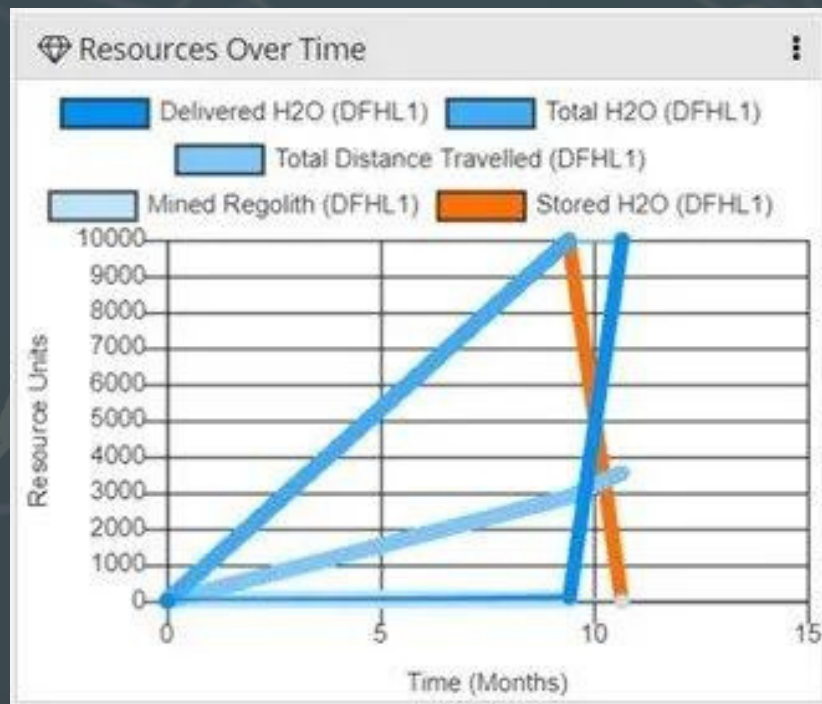 Resources Over Time
Delivered H2O (DFHL1) Total H2O (DFHL1)
Total Distance Travelled (DFHL1)
Mined Regolith (DFHL1) Stored H2O (DFHL1)
10000
9000
8000
7000
6000
5000
4000
3000
2000
1000
0
Resource Units
0 5 10 15
Time (Months)